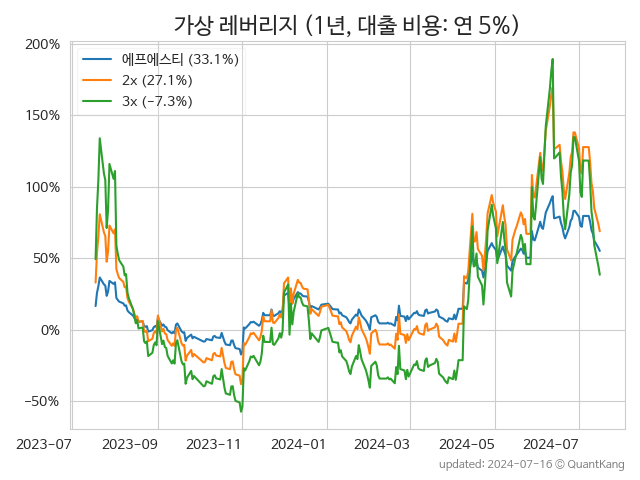 가상 레버리지 (1년, 대출 비용: 연 5%)
에프에스티 (33.1%)
2x (27.1%)
3x (−7.3%)
200%
150%
100%
50%
0%
−50%
2023-07 2023-09 2023-11 2024-01 2024-03 2024-05 2024-07
updated: 2024-07-16 © QuantKang